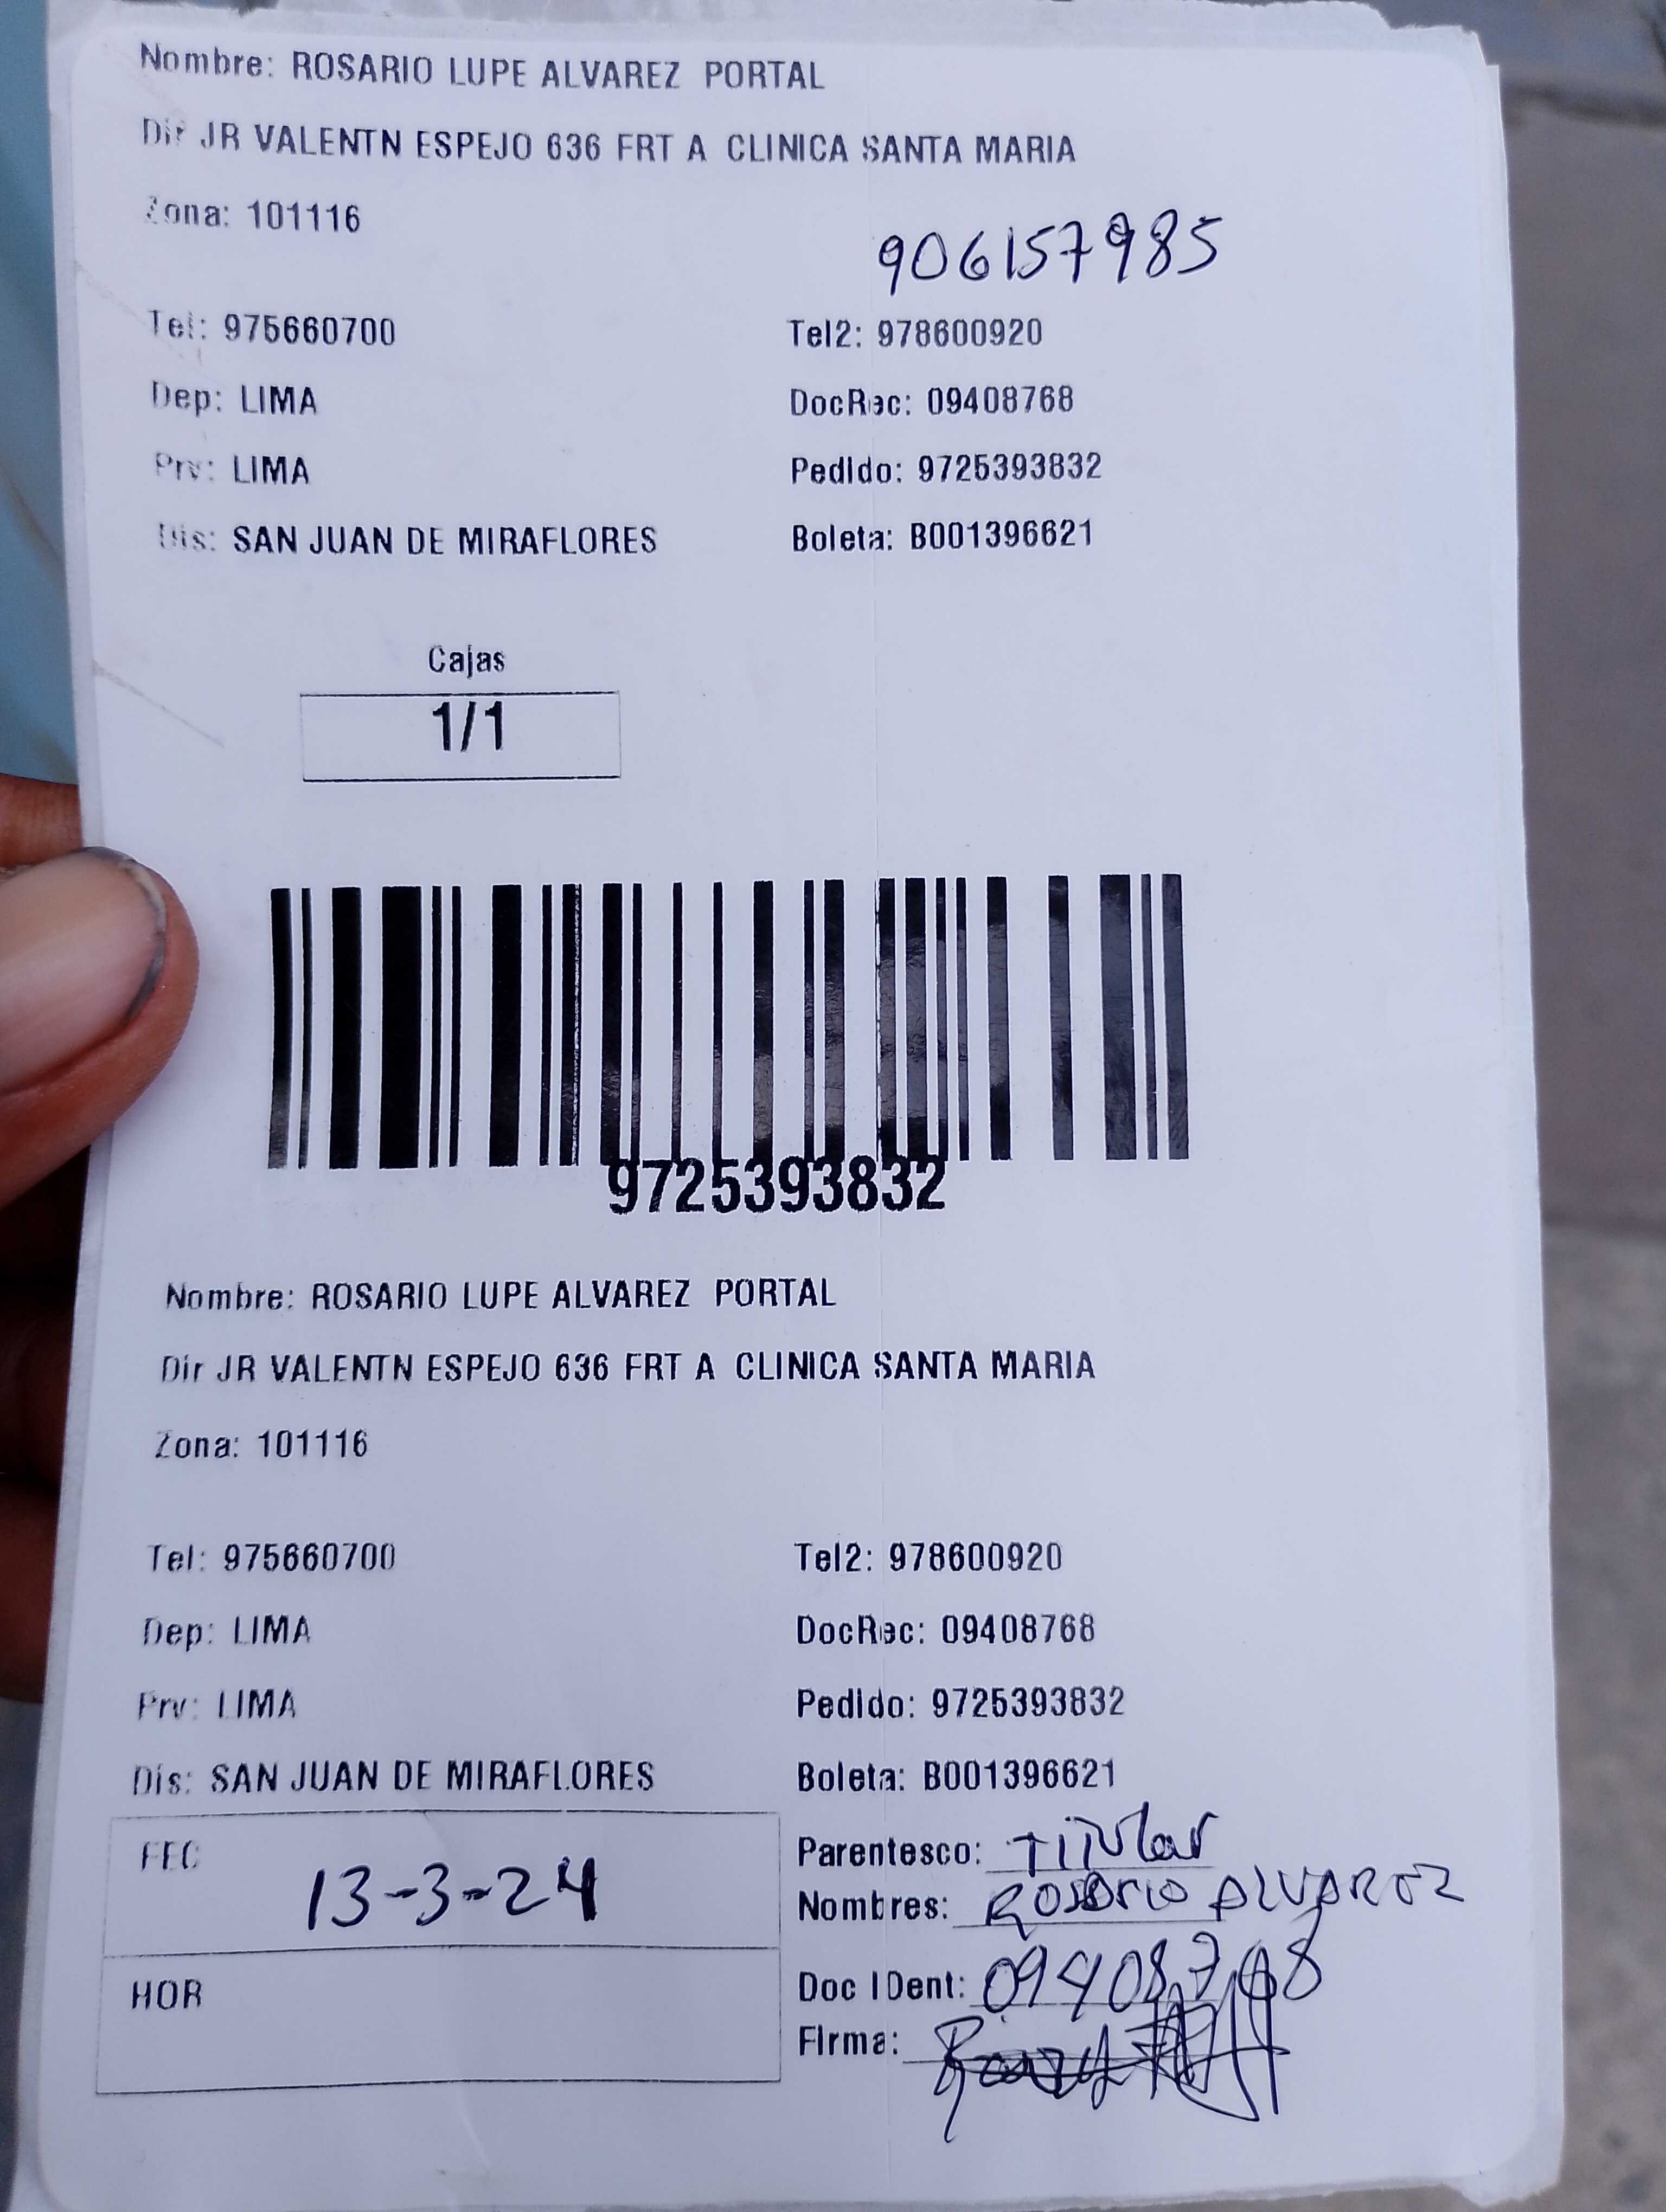 Nombre: ROSARIO LUPE ALVAREZ PORTAL
Dir JR VALENTN ESPEJO 636 FRT A CLINICA SANTA MARIA
Zona: 101116
906157985
Tel: 975660700 Tel2: 978600920
Dep: LIMA DocRec: 09408768
Prv: LIMA Pedido: 9725393832
Dis: SAN JUAN DE MIRAFLORES Boleta: B001396621
Cajas
1/1
9725393832
Nombre: ROSARIO LUPE ALVAREZ PORTAL
Dir JR VALENTN ESPEJO 636 FRT A CLINICA SANTA MARIA
Zona: 101116
Tel: 975660700 Tel2: 978600920
Dep: LIMA DocRec: 09408768
Prv: LIMA Pedido: 9725393832
Dis: SAN JUAN DE MIRAFLORES Boleta: B001396621
FEC 13-3-24
HOR
Parentesco: TITULar
Nombres: ROSARIO ALVAREZ
Doc IDent: 09408768
Firma: